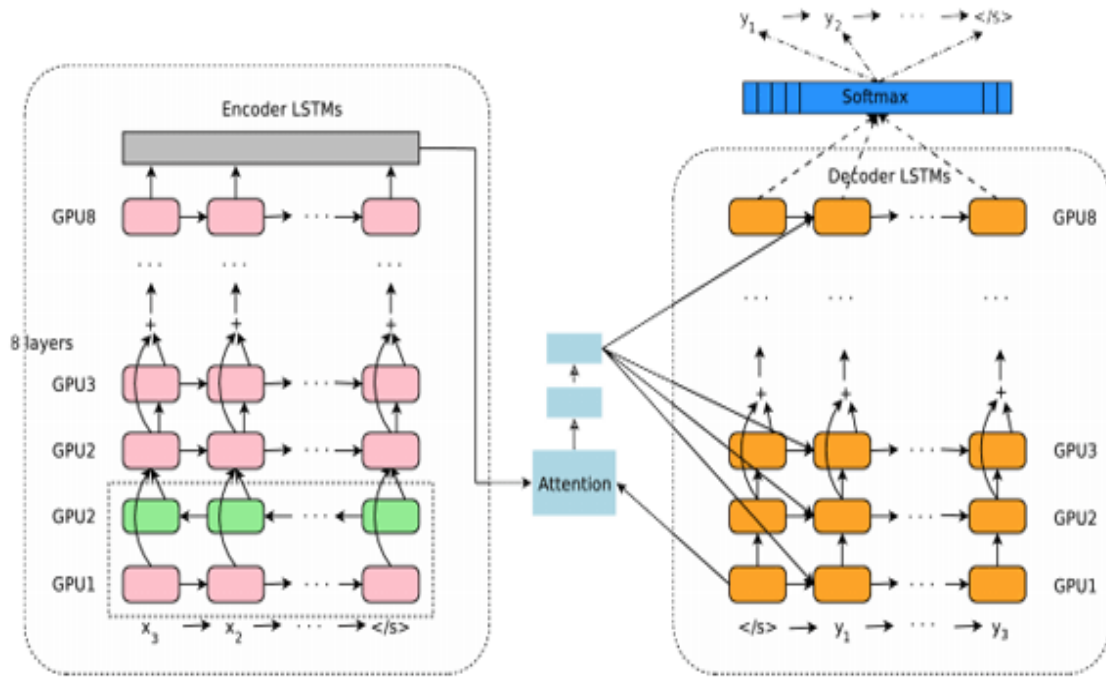 y1 y2 ... </s>
Softmax
Encoder LSTMs
Decoder LSTMs
GPU8 ... GPU8
... ...
8 layers
+ + +
GPU3
+ + +
GPU2 ... Attention ... GPU3
GPU2 ... GPU2
GPU1 ... GPU1
x3 x2 ... </s>
</s> y1 ... y3